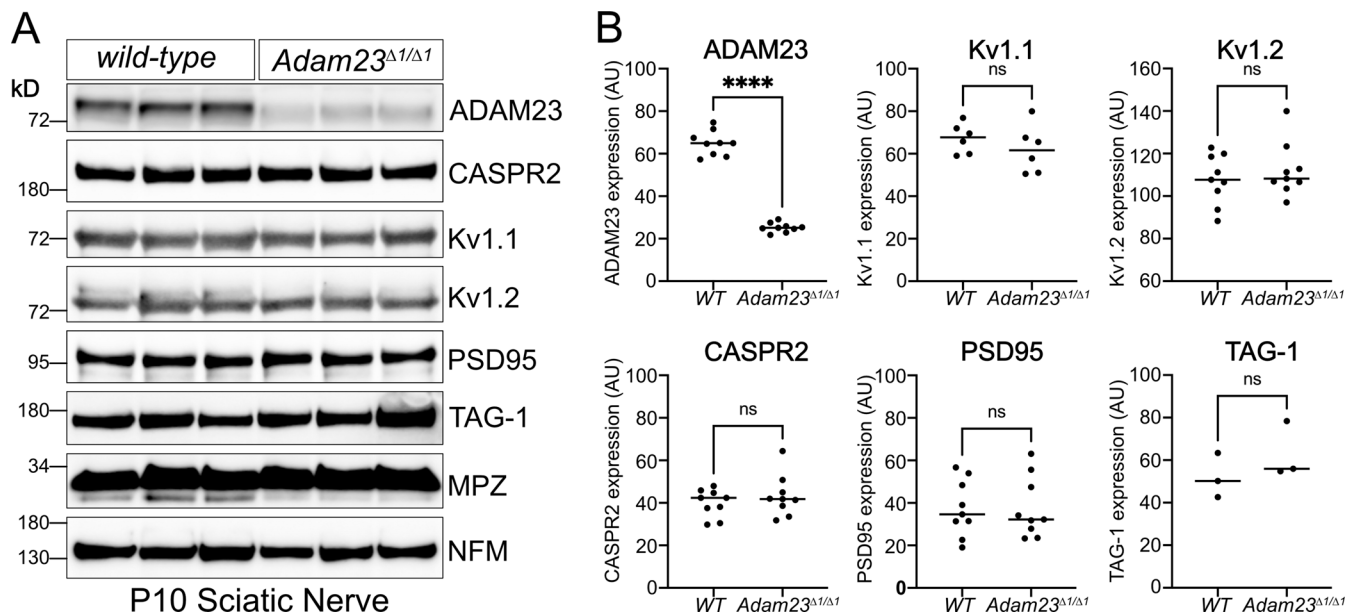 A
wild-type
Adam23Δ1/Δ1
kD
72
ADAM23
180
CASPR2
72
Kv1.1
72
Kv1.2
95
PSD95
180
TAG-1
34
MPZ
180
130
NFM
P10 Sciatic Nerve
B
ADAM23
ADAM23 expression (AU)
100
80
60
40
20
0
****
WT
Adam23Δ1/Δ1
Kv1.1
Kv1.1 expression (AU)
100
80
60
40
20
0
ns
WT
Adam23Δ1/Δ1
Kv1.2
Kv1.2 expression (AU)
160
140
120
100
80
60
ns
WT
Adam23Δ1/Δ1
CASPR2
CASPR2 expression (AU)
100
80
60
40
20
0
ns
WT
Adam23Δ1/Δ1
PSD95
PSD95 expression (AU)
100
80
60
40
20
0
ns
WT
Adam23Δ1/Δ1
TAG-1
TAG-1 expression (AU)
100
80
60
40
20
0
ns
WT
Adam23Δ1/Δ1